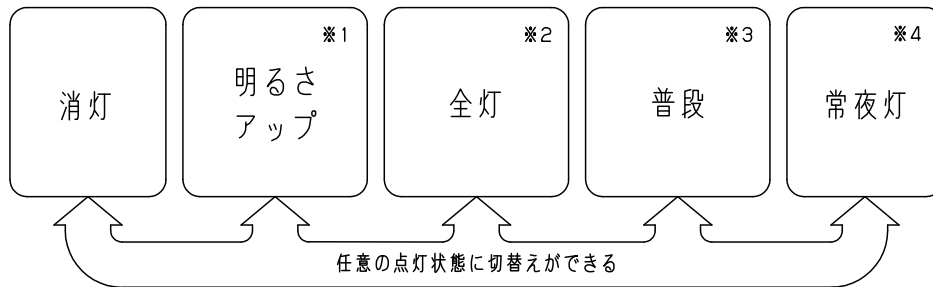 消灯
※1
明るさ
アップ
※2
全灯
※3
普段
※4
常夜灯
任意の点灯状態に切替えができる